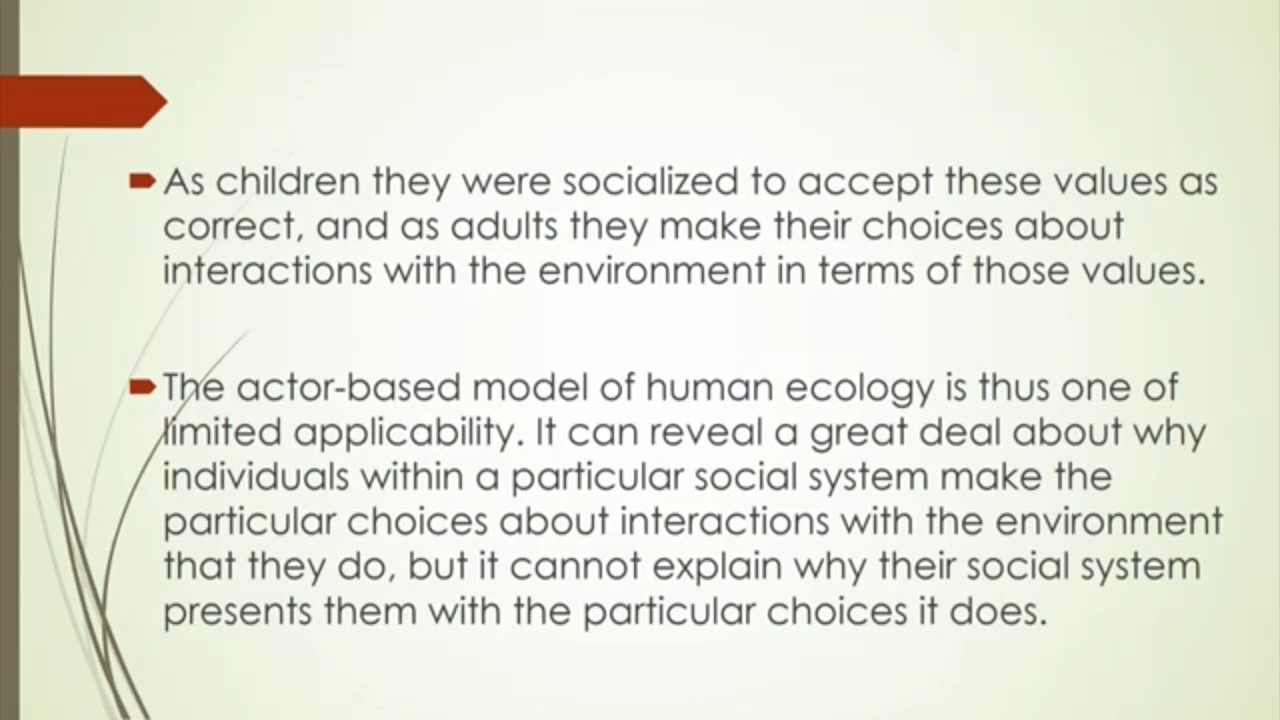 As children they were socialized to accept these values as
correct, and as adults they make their choices about
interactions with the environment in terms of those values.
The actor-based model of human ecology is thus one of
limited applicability. It can reveal a great deal about why
individuals within a particular social system make the
particular choices about interactions with the environment
that they do, but it cannot explain why their social system
presents them with the particular choices it does.